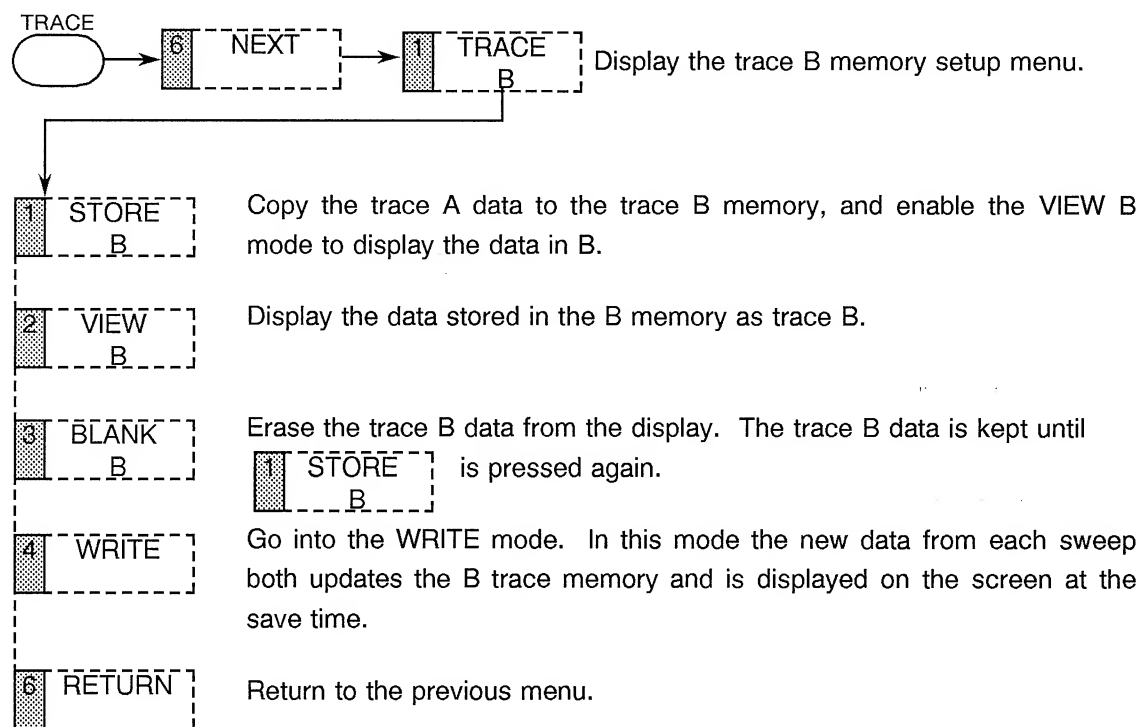 TRACE
6 NEXT
1 TRACE
B
Display the trace B memory setup menu.
1 STORE
B
Copy the trace A data to the trace B memory, and enable the VIEW B
mode to display the data in B.
2 VIEW
B
Display the data stored in the B memory as trace B.
3 BLANK
B
Erase the trace B data from the display. The trace B data is kept until
1 STORE
B
is pressed again.
4 WRITE
Go into the WRITE mode. In this mode the new data from each sweep
both updates the B trace memory and is displayed on the screen at the
save time.
6 RETURN
Return to the previous menu.